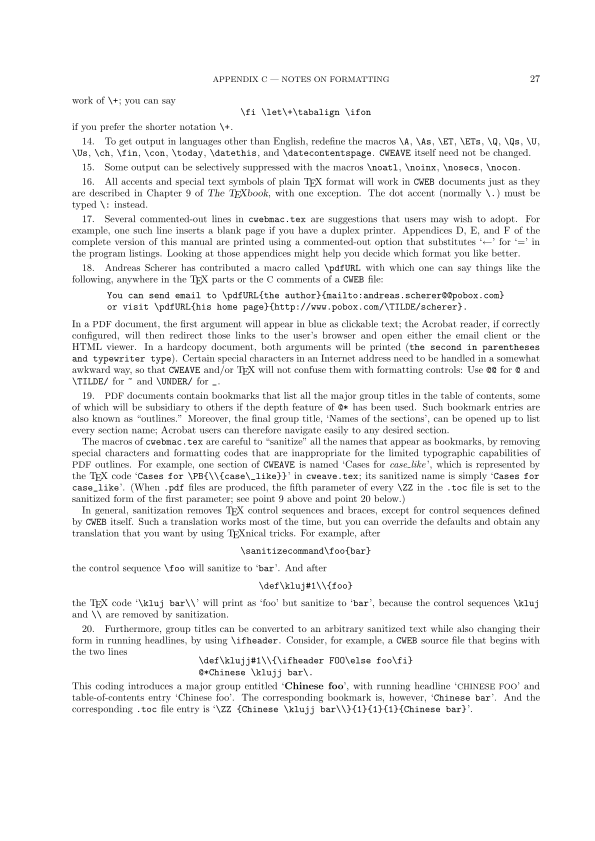 APPENDIX C — NOTES ON FORMATTING 27
work of \+; you can say
\fi \let\+\tabalign \ifon
if you prefer the shorter notation \+.
14. To get output in languages other than English, redefine the macros \A, \As, \ET, \ETs, \Q, \Qs, \U,
\Us, \ch, \fin, \con, \today, \datethis, and \datecontentspage. CWEAVE itself need not be changed.
15. Some output can be selectively suppressed with the macros \noatl, \noinx, \nosecs, \nocon.
16. All accents and special text symbols of plain TEX format will work in CWEB documents just as they
are described in Chapter 9 of The TEXbook, with one exception. The dot accent (normally \.) must be
typed \: instead.
17. Several commented-out lines in cwebmac.tex are suggestions that users may wish to adopt. For
example, one such line inserts a blank page if you have a duplex printer. Appendices D, E, and F of the
complete version of this manual are printed using a commented-out option that substitutes ‘←’ for ‘=’ in
the program listings. Looking at those appendices might help you decide which format you like better.
18. Andreas Scherer has contributed a macro called \pdfURL with which one can say things like the
following, anywhere in the TEX parts or the C comments of a CWEB file:
You can send email to \pdfURL{the author}{mailto:andreas.scherer@@pobox.com}
or visit \pdfURL{his home page}{http://www.pobox.com/\TILDE/scherer}.
In a PDF document, the first argument will appear in blue as clickable text; the Acrobat reader, if correctly
configured, will then redirect those links to the user’s browser and open either the email client or the
HTML viewer. In a hardcopy document, both arguments will be printed (the second in parentheses
and typewriter type). Certain special characters in an Internet address need to be handled in a somewhat
awkward way, so that CWEAVE and/or TEX will not confuse them with formatting controls: Use @@ for @ and
\TILDE/ for ~ and \UNDER/ for _.
19. PDF documents contain bookmarks that list all the major group titles in the table of contents, some
of which will be subsidiary to others if the depth feature of @* has been used. Such bookmark entries are
also known as “outlines.” Moreover, the final group title, ‘Names of the sections’, can be opened up to list
every section name; Acrobat users can therefore navigate easily to any desired section.
The macros of cwebmac.tex are careful to “sanitize” all the names that appear as bookmarks, by removing
special characters and formatting codes that are inappropriate for the limited typographic capabilities of
PDF outlines. For example, one section of CWEAVE is named ‘Cases for case_like’, which is represented by
the TEX code ‘Cases for \PB{\\{case\_like}}’ in cweave.tex; its sanitized name is simply ‘Cases for
case_like’. (When .pdf files are produced, the fifth parameter of every \ZZ in the .toc file is set to the
sanitized form of the first parameter; see point 9 above and point 20 below.)
In general, sanitization removes TEX control sequences and braces, except for control sequences defined
by CWEB itself. Such a translation works most of the time, but you can override the defaults and obtain any
translation that you want by using TEXnical tricks. For example, after
\sanitizecommand\foo{bar}
the control sequence \foo will sanitize to ‘bar’. And after
\def\kluj#1\\{foo}
the TEX code ‘\kluj bar\\’ will print as ‘foo’ but sanitize to ‘bar’, because the control sequences \kluj
and \\ are removed by sanitization.
20. Furthermore, group titles can be converted to an arbitrary sanitized text while also changing their
form in running headlines, by using \ifheader. Consider, for example, a CWEB source file that begins with
the two lines
\def\klujj#1\\{\ifheader FOO\else foo\fi}
@*Chinese \klujj bar\\.
This coding introduces a major group entitled ‘Chinese foo’, with running headline ‘CHINESE FOO’ and
table-of-contents entry ‘Chinese foo’. The corresponding bookmark is, however, ‘Chinese bar’. And the
corresponding .toc file entry is ‘\ZZ {Chinese \klujj bar\\}{1}{1}{1}{Chinese bar}’.